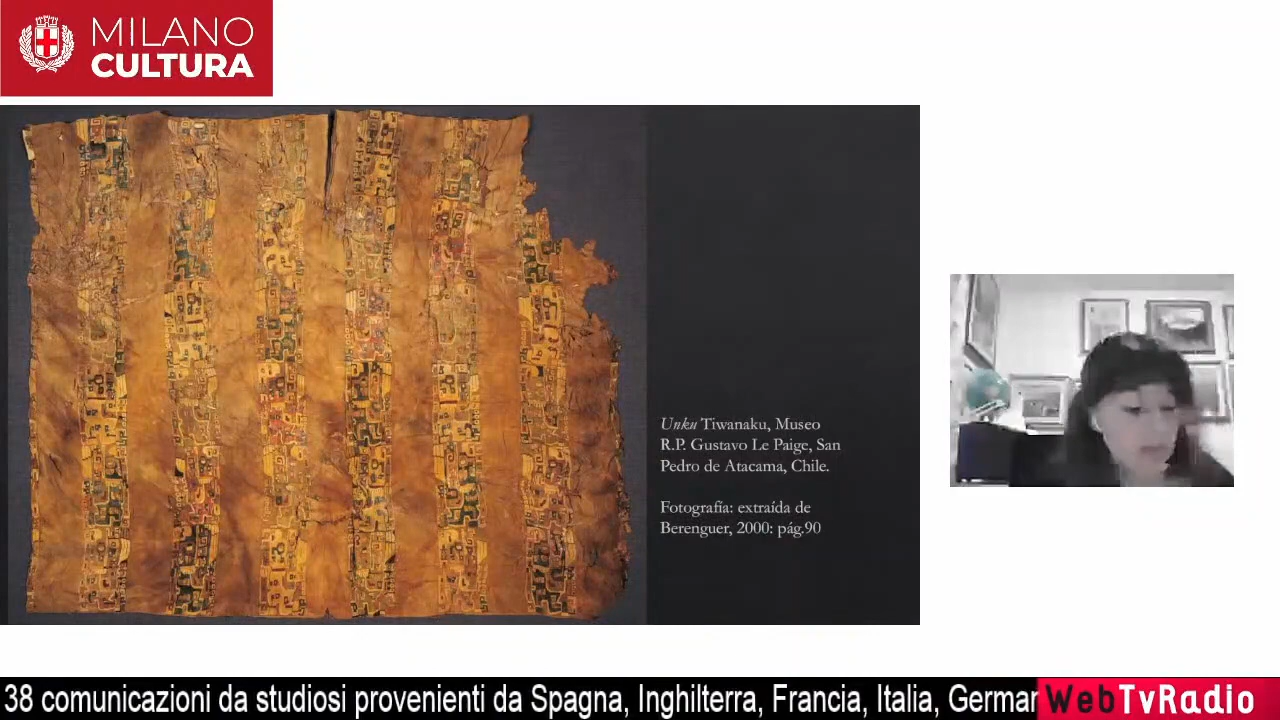 MILANO
CULTURA
Unku Tiwanaku, Museo
R.P. Gustavo Le Paige, San
Pedro de Atacama, Chile.
Fotografía: extraída de
Berenguer, 2000: pág.90
38 comunicazioni da studiosi provenienti da Spagna, Inghilterra, Francia, Italia, German
WebTvRadio